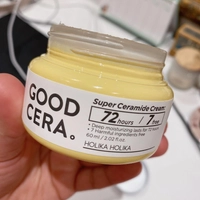 GOOD
CERA.
Super Ceramide Cream
72 hours / 7 free
• Deep moisturizing lasts for 72 hours
• 7 Harmful ingredients free
60 ml / 2.02 fl.oz.
HOLIKA HOLIKA